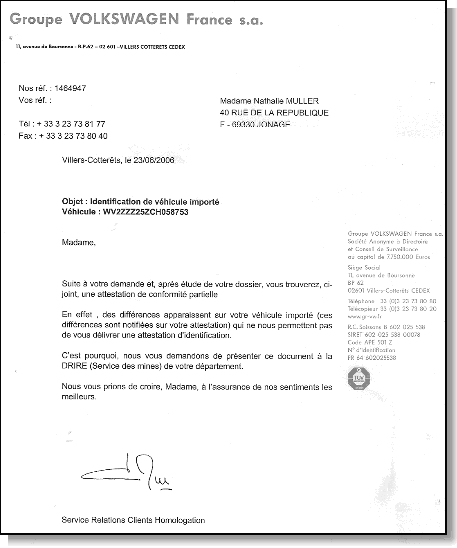 Groupe VOLKSWAGEN France s.a.
11, avenue de Boursonne - B.P.62 - 02 601 - VILLERS COTTERETS CEDEX
Nos réf. : 1464947
Vos réf. :
Tél : + 33 3 23 73 81 77
Fax : + 33 3 23 73 80 40
Madame Nathalie MULLER
40 RUE DE LA REPUBLIQUE
F - 69330 JONAGE
Villers-Cotterêts, le 23/06/2006
Objet : Identification de véhicule importé
Véhicule : WV2ZZZ25ZCH058753
Madame,
Suite à votre demande et, après étude de votre dossier, vous trouverez, ci-
joint, une attestation de conformité partielle
En effet , des différences apparaissent sur votre véhicule importé (ces
différences sont notifiées sur votre attestation) qui ne nous permettent pas
de vous délivrer une attestation d'identification.
C'est pourquoi, nous vous demandons de présenter ce document à la
DRIRE (Service des mines) de votre département.
Nous vous prions de croire, Madame, à l'assurance de nos sentiments les
meilleurs.
Service Relations Clients Homologation
Groupe VOLKSWAGEN France s.a.
Société Anonyme à Directoire
et Conseil de Surveillance
au capital de 7.750.000 Euros
Siège Social
11, avenue de Boursonne
BP 62
02601 Villers-Cotterêts CEDEX
Téléphone 33 (0)3 23 73 80 80
Télécopieur 33 (0)3 23 73 80 20
www.gr-vw.fr
R.C. Soissons B 602 025 538
SIRET 602 025 538 00078
Code APE 501 Z
N° d'identification
FR 64 602025538